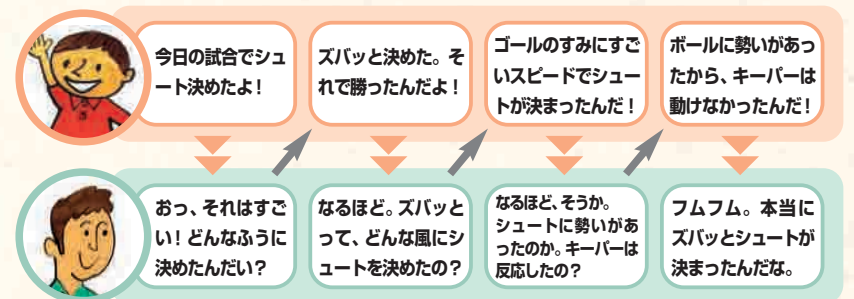 今日の試合でシュ
ート決めたよ！
おっ、それはすご
い！どんなふうに
決めたんだい？
ズバッと決めた。そ
れで勝ったんだよ！
なるほど。ズバッと
って、どんな風にシ
ュートを決めたの？
ゴールのすみにすご
いスピードでシュー
トが決まったんだ！
なるほど、そうか。
シュートに勢いがあ
ったのか。キーパーは
反応したの？
ボールに勢いがあっ
たから、キーパーは
動けなかったんだ！
フムフム。本当に
ズバッとシュートが
決まったんだな。